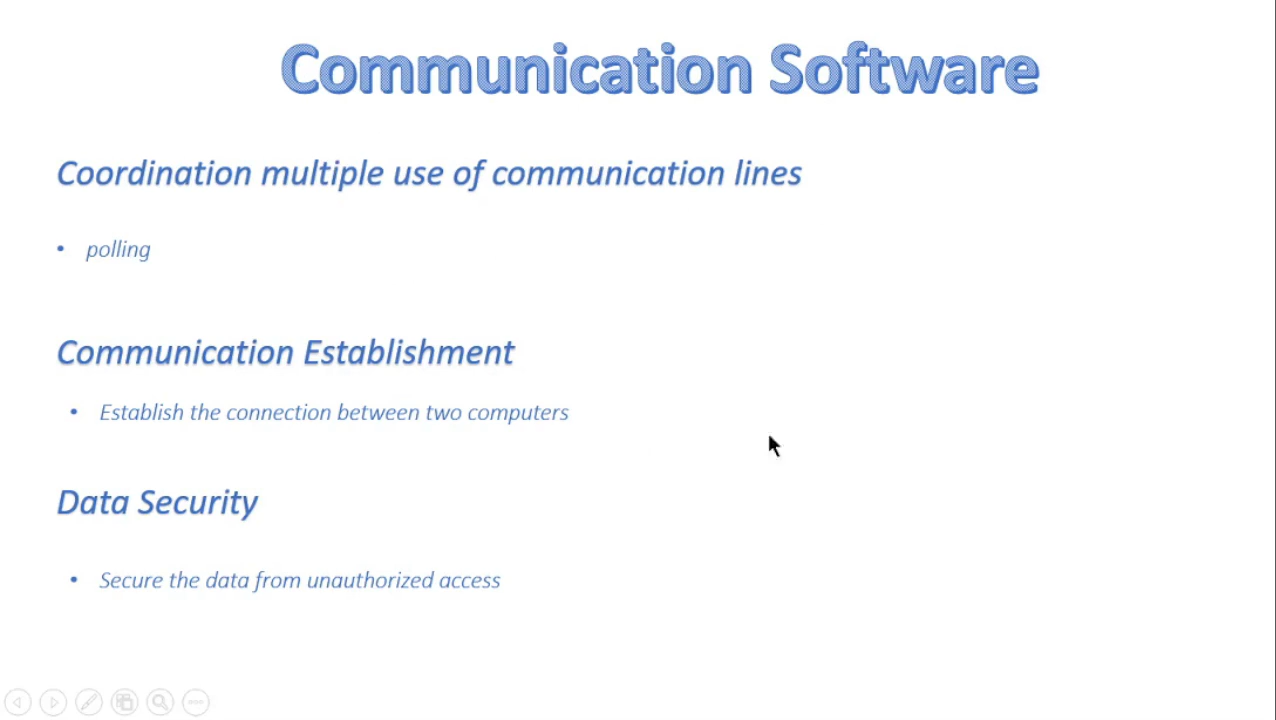 Communication Software
Coordination multiple use of communication lines
• polling
Communication Establishment
• Establish the connection between two computers
Data Security
• Secure the data from unauthorized access